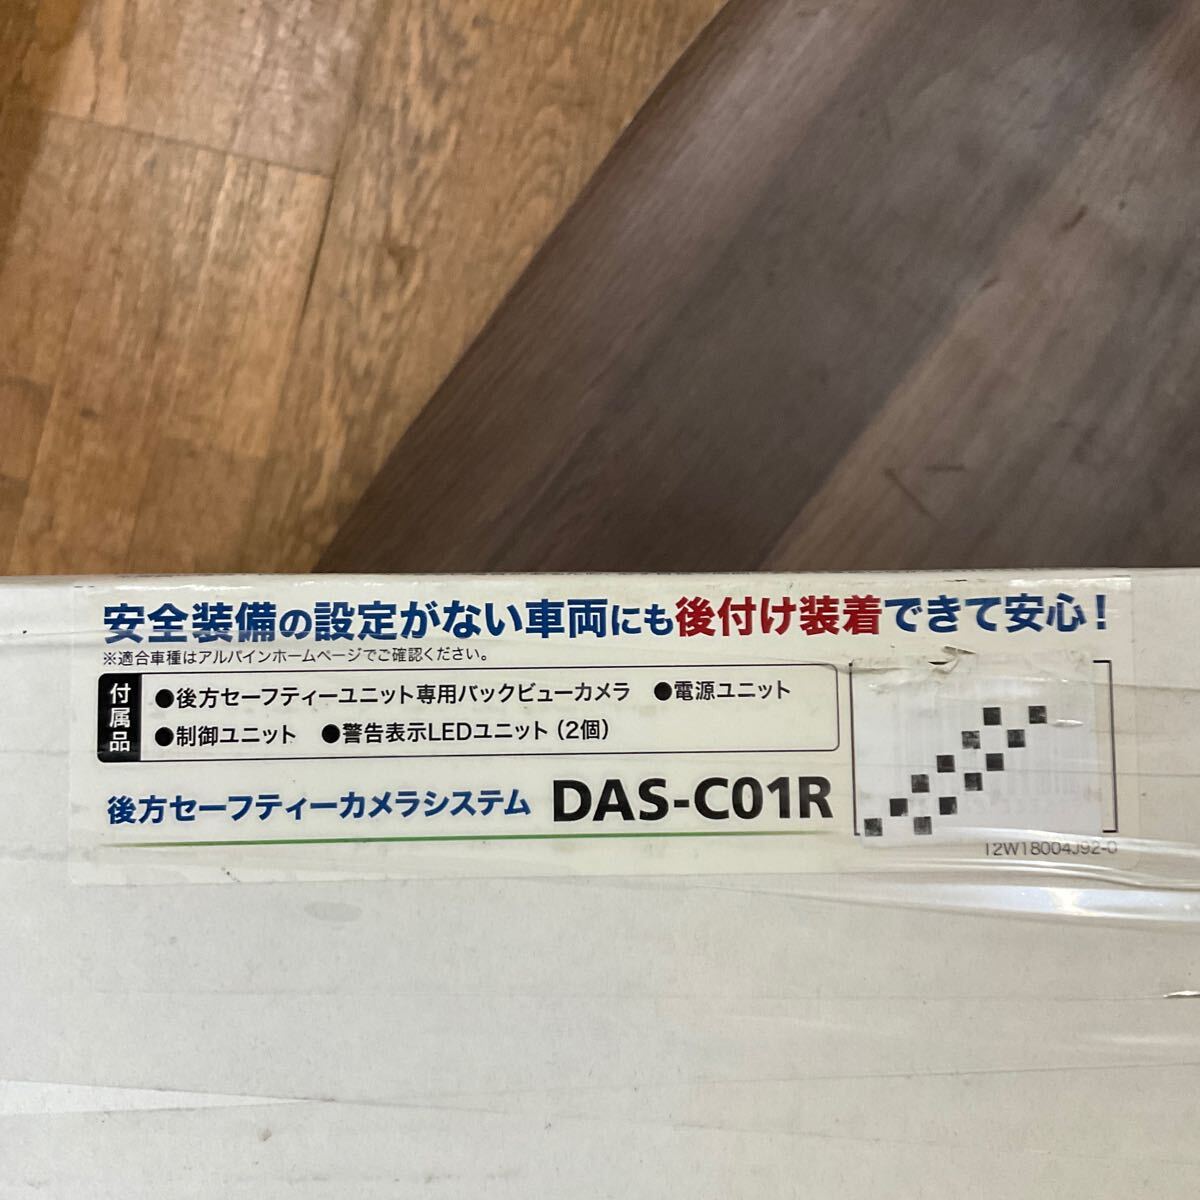 安全装備の設定がない車両にも後付け装着できて安心！
※適合車種はアルパインホームページでご確認ください。
付属品
●後方セーフティーユニット専用バックビューカメラ ●電源ユニット
●制御ユニット ●警告表示LEDユニット（2個）
後方セーフティーカメラシステム DAS-C01R
12W18004J92-0